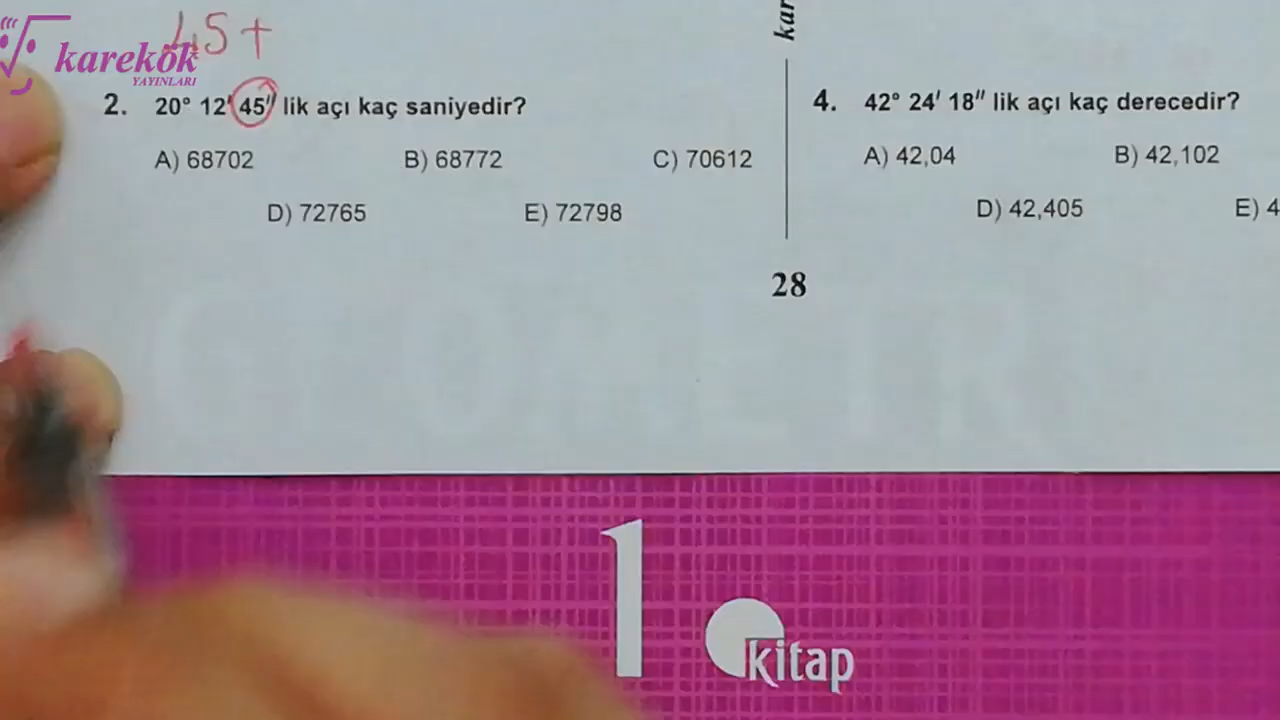 karekök
YAYINLARI
45+
2. 20° 12' 45'' lik açı kaç saniyedir?
A) 68702 B) 68772 C) 70612
D) 72765 E) 72798
kar
4. 42° 24' 18'' lik açı kaç derecedir?
A) 42,04 B) 42,102
D) 42,405 E) 4
28
1.
kitap